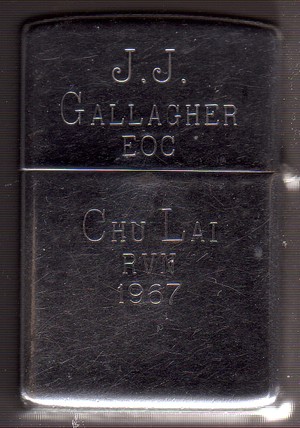 J.J.
GALLAGHER
EOC
CHU LAI
RVN
1967